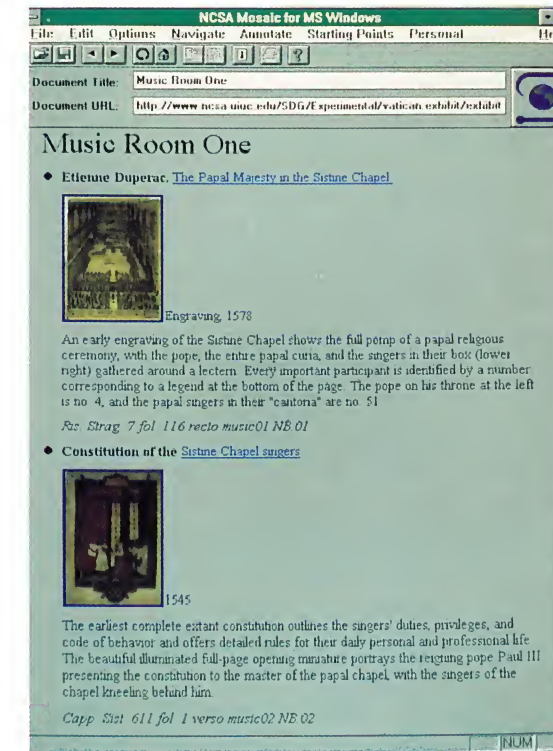 NCSA Mosaic for MS Windows
File Edit Options Navigate Annotate Starting Points Personal He
Document Title: Music Room One
Document URL: http://www.ncsa.uiuc.edu/SDG/Experimental/vatican.exhibit/exhibit
Music Room One
Etienne Duperac, The Papal Majesty in the Sistine Chapel
Engraving, 1578
An early engraving of the Sistine Chapel shows the full pomp of a papal religious
ceremony, with the pope, the entire papal curia, and the singers in their box (lower
right) gathered around a lectern. Every important participant is identified by a number
corresponding to a legend at the bottom of the page. The pope on his throne at the left
is no. 4, and the papal singers in their "cantoria" are no. 51
Ris. Strag. 7 fol. 116 recto music01 NB.01
Constitution of the Sistine Chapel singers
1545
The earliest complete extant constitution outlines the singers' duties, privileges, and
code of behavior and offers detailed rules for their daily personal and professional life
The beautiful illuminated full-page opening miniature portrays the reigning pope Paul III
presenting the constitution to the master of the papal chapel, with the singers of the
chapel kneeling behind him.
Capp. Sist. 611 fol. 1 verso music02 NB.02
NUM